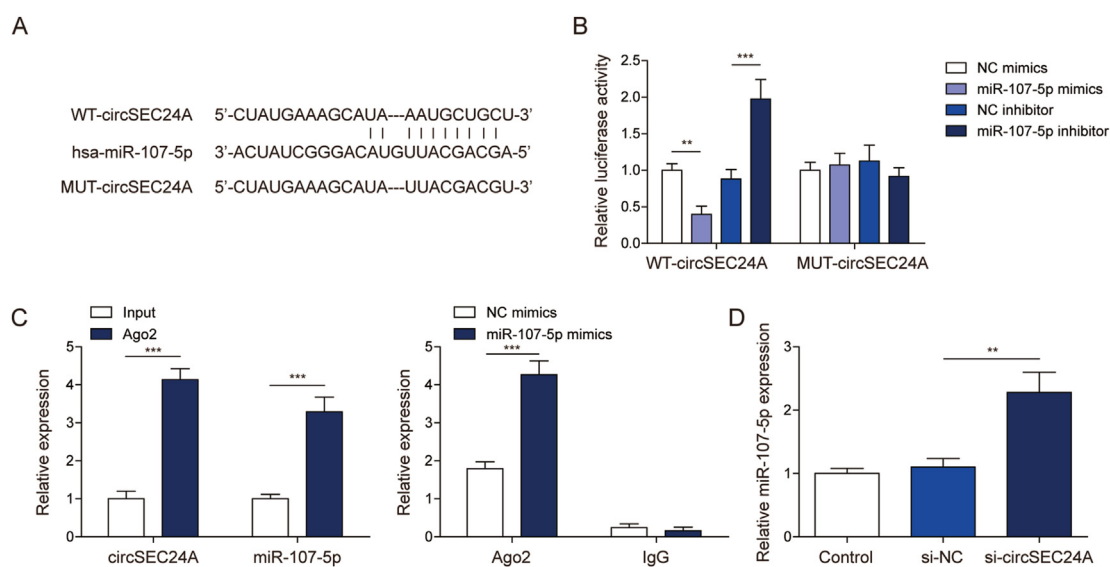 A
WT-circSEC24A 5’-CUAUGAAAGCAUA---AAUGCUGCU-3’
hsa-miR-107-5p 3’-ACUAUCGGGACAUGUUACGACGA-5’
MUT-circSEC24A 5’-CUAUGAAAGCAUA---UUACGACGU-3’
B
Relative luciferase activity
2.5
2.0
1.5
1.0
0.5
0.0
**
***
WT-circSEC24A
MUT-circSEC24A
NC mimics
miR-107-5p mimics
NC inhibitor
miR-107-5p inhibitor
C
Input
Ago2
Relative expression
5
4
3
2
1
0
***
***
circSEC24A
miR-107-5p
NC mimics
miR-107-5p mimics
Relative expression
5
4
3
2
1
0
***
Ago2
IgG
D
Relative miR-107-5p expression
3
2
1
0
**
Control
si-NC
si-circSEC24A